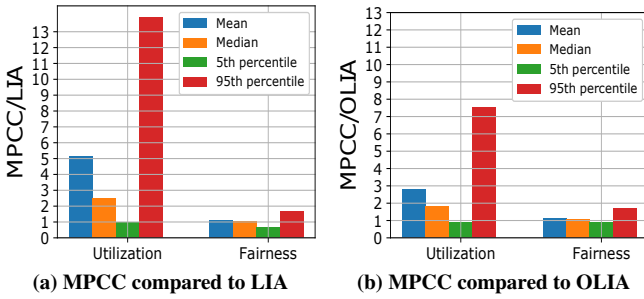 MPCC/LIA
13
12
11
10
9
8
7
6
5
4
3
2
1
0
Mean
Median
5th percentile
95th percentile
Utilization
Fairness
(a) MPCC compared to LIA
MPCC/OLIA
13
12
11
10
9
8
7
6
5
4
3
2
1
0
Mean
Median
5th percentile
95th percentile
Utilization
Fairness
(b) MPCC compared to OLIA